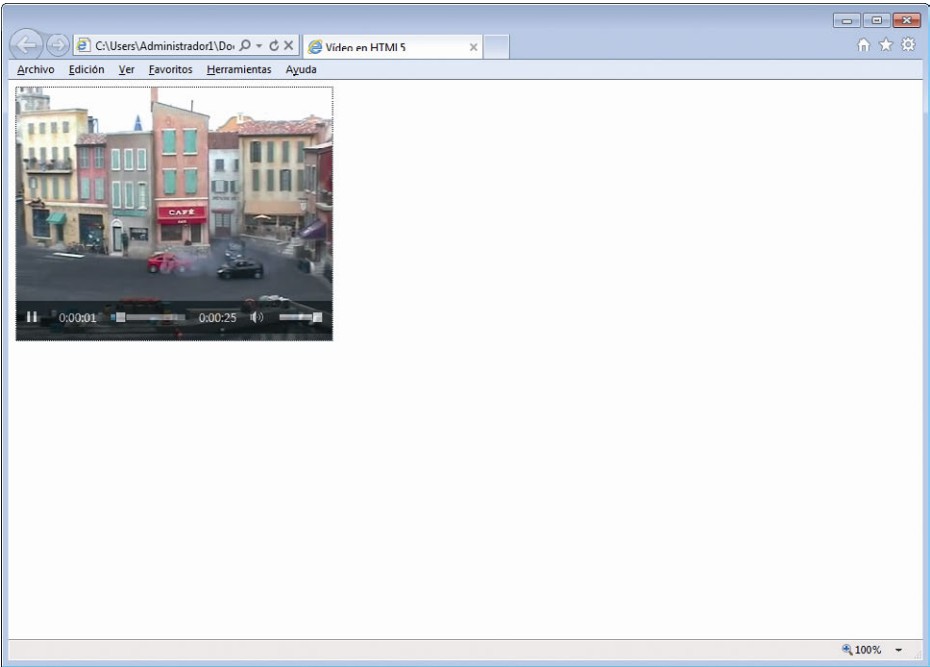 C:\Users\Administrador1\Do
Vídeo en HTML5
Archivo Edición Ver Favoritos Herramientas Ayuda
CAFÉ
0:00:01 0:00:25
100%